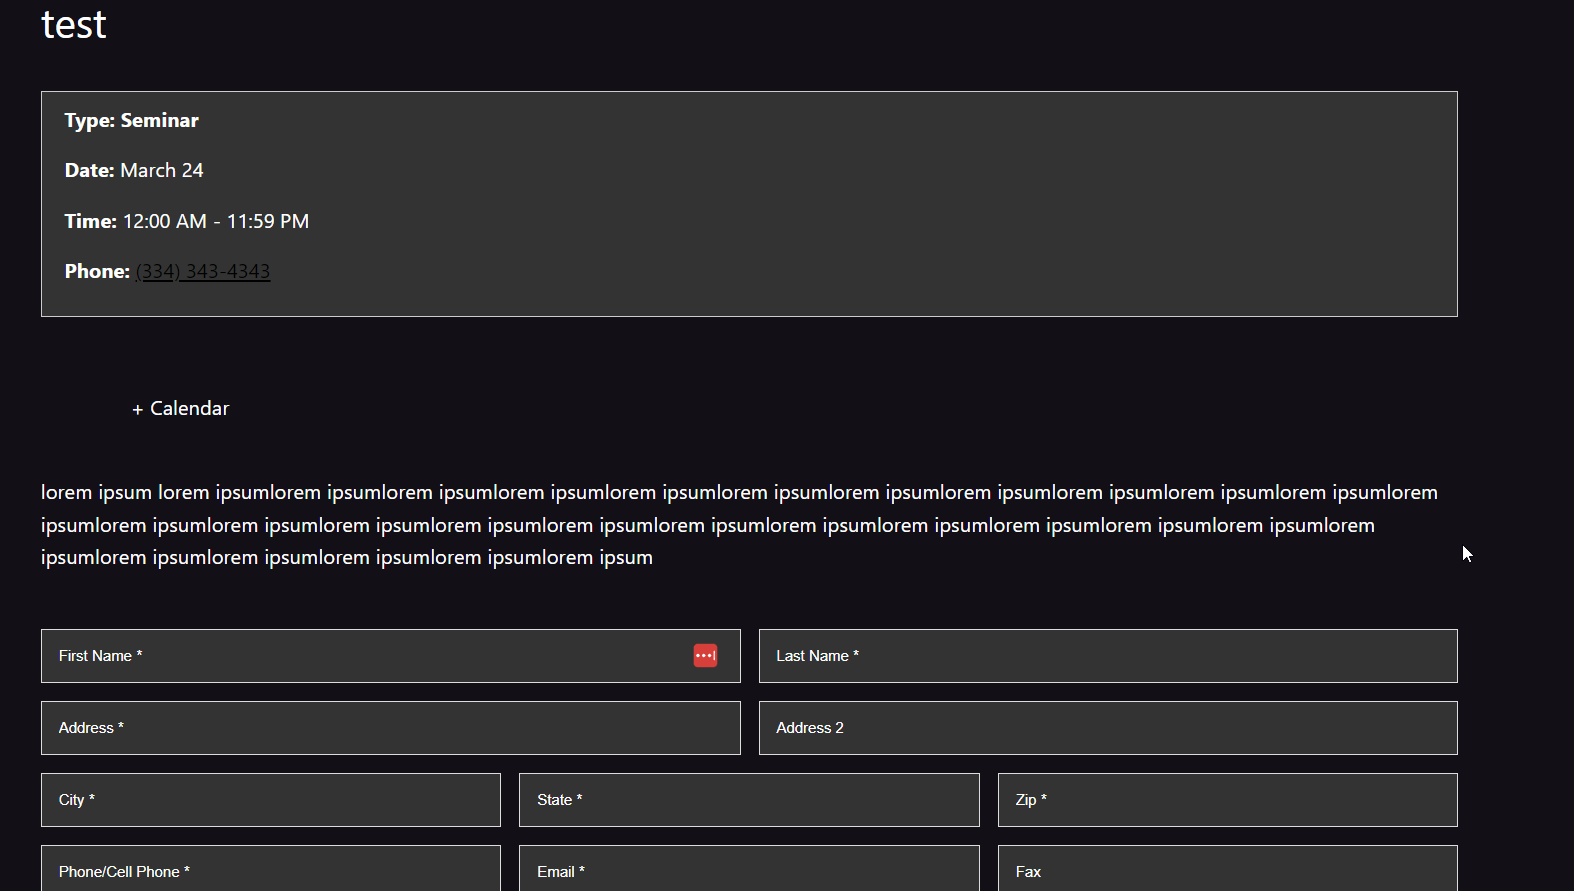 test
Type: Seminar
Date: March 24
Time: 12:00 AM - 11:59 PM
Phone: (334) 343-4343
+ Calendar
lorem ipsum lorem ipsumlorem ipsumlorem ipsumlorem ipsumlorem ipsumlorem ipsumlorem ipsumlorem ipsumlorem ipsumlorem ipsumlorem ipsumlorem
ipsumlorem ipsumlorem ipsumlorem ipsumlorem ipsumlorem ipsumlorem ipsumlorem ipsumlorem ipsumlorem ipsumlorem ipsumlorem ipsumlorem
ipsumlorem ipsumlorem ipsumlorem ipsumlorem ipsumlorem ipsum
First Name * Last Name *
Address * Address 2
City * State * Zip *
Phone/Cell Phone * Email * Fax